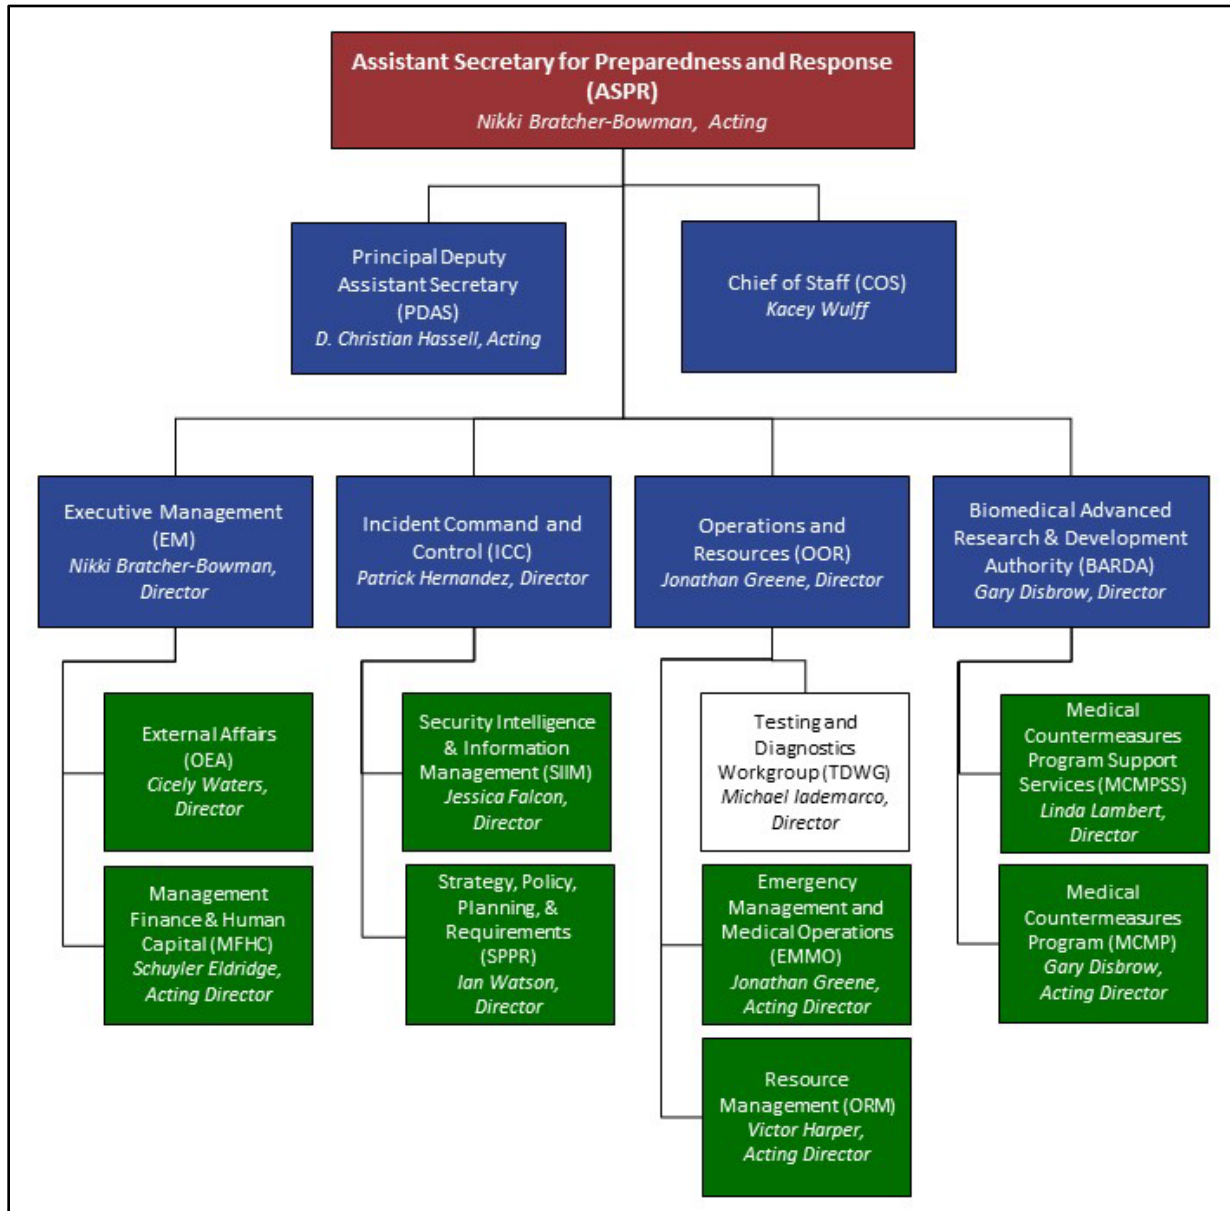 Assistant Secretary for Preparedness and Response
(ASPR)
Nikki Bratcher-Bowman, Acting
Principal Deputy
Assistant Secretary
(PDAS)
D. Christian Hassell, Acting
Chief of Staff (COS)
Kacey Wulff
Executive Management
(EM)
Nikki Bratcher-Bowman,
Director
Incident Command and
Control (ICC)
Patrick Hernandez, Director
Operations and
Resources (OOR)
Jonathan Greene, Director
Biomedical Advanced
Research & Development
Authority (BARDA)
Gary Disbrow, Director
External Affairs
(OEA)
Cicely Waters,
Director
Security Intelligence
& Information
Management (SIIM)
Jessica Falcon,
Director
Testing and
Diagnostics
Workgroup (TDWG)
Michael Iademarco,
Director
Medical
Countermeasures
Program Support
Services (MCMPSS)
Linda Lambert,
Director
Management
Finance & Human
Capital (MFHC)
Schuyler Eldridge,
Acting Director
Strategy, Policy,
Planning, &
Requirements
(SPPR)
Ian Watson,
Director
Emergency
Management and
Medical Operations
(EMMO)
Jonathan Greene,
Acting Director
Medical
Countermeasures
Program (MCMP)
Gary Disbrow,
Acting Director
Resource
Management (ORM)
Victor Harper,
Acting Director